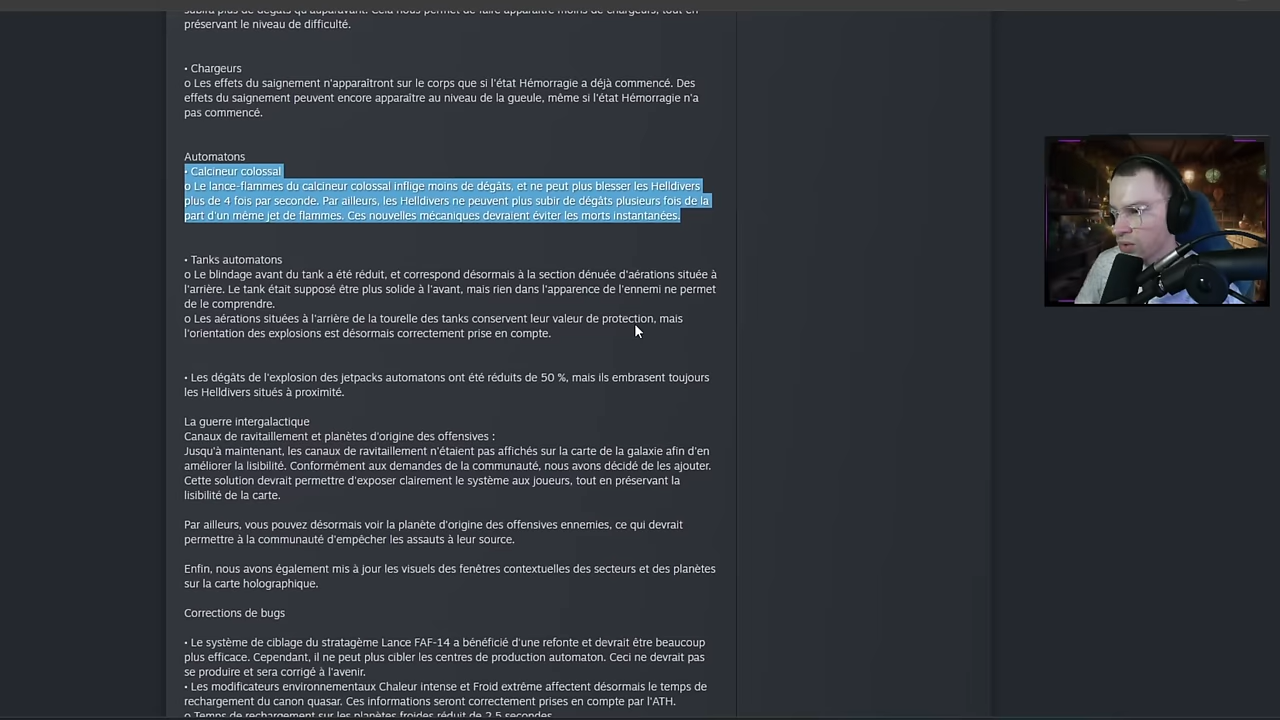 subira plus de dégâts qu'auparavant. Cela nous permet de faire apparaître moins de chargeurs, tout en
préservant le niveau de difficulté.
• Chargeurs
o Les effets du saignement n'apparaîtront sur le corps que si l'état Hémorragie a déjà commencé. Des
effets du saignement peuvent encore apparaître au niveau de la gueule, même si l'état Hémorragie n'a
pas commencé.
Automatons
• Calcineur colossal
o Le lance-flammes du calcineur colossal inflige moins de dégâts, et ne peut plus blesser les Helldivers
plus de 4 fois par seconde. Par ailleurs, les Helldivers ne peuvent plus subir de dégâts plusieurs fois de la
part d'un même jet de flammes. Ces nouvelles mécaniques devraient éviter les morts instantanées.
• Tanks automatons
o Le blindage avant du tank a été réduit, et correspond désormais à la section dénuée d'aérations située à
l'arrière. Le tank était supposé être plus solide à l'avant, mais rien dans l'apparence de l'ennemi ne permet
de le comprendre.
o Les aérations situées à l'arrière de la tourelle des tanks conservent leur valeur de protection, mais
l'orientation des explosions est désormais correctement prise en compte.
• Les dégâts de l'explosion des jetpacks automatons ont été réduits de 50 %, mais ils embrasent toujours
les Helldivers situés à proximité.
La guerre intergalactique
Canaux de ravitaillement et planètes d'origine des offensives :
Jusqu'à maintenant, les canaux de ravitaillement n'étaient pas affichés sur la carte de la galaxie afin d'en
améliorer la lisibilité. Conformément aux demandes de la communauté, nous avons décidé de les ajouter.
Cette solution devrait permettre d'exposer clairement le système aux joueurs, tout en préservant la
lisibilité de la carte.
Par ailleurs, vous pouvez désormais voir la planète d'origine des offensives ennemies, ce qui devrait
permettre à la communauté d'empêcher les assauts à leur source.
Enfin, nous avons également mis à jour les visuels des fenêtres contextuelles des secteurs et des planètes
sur la carte holographique.
Corrections de bugs
• Le système de ciblage du stratagème Lance FAF-14 a bénéficié d'une refonte et devrait être beaucoup
plus efficace. Cependant, il ne peut plus cibler les centres de production automaton. Ceci ne devrait pas
se produire et sera corrigé à l'avenir.
• Les modificateurs environnementaux Chaleur intense et Froid extrême affectent désormais le temps de
rechargement du canon quasar. Ces informations seront correctement prises en compte par l'ATH.
o Temps de rechargement sur les planètes froides réduit de 2,5 secondes.